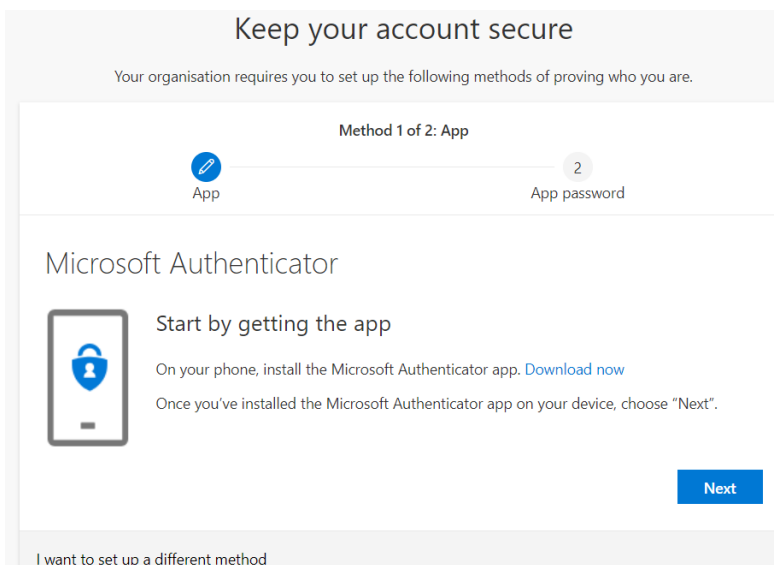 Keep your account secure
Your organisation requires you to set up the following methods of proving who you are.
Method 1 of 2: App
2
App
App password
Microsoft Authenticator
Start by getting the app
On your phone, install the Microsoft Authenticator app. Download now
Once you've installed the Microsoft Authenticator app on your device, choose "Next".
Next
I want to set up a different method